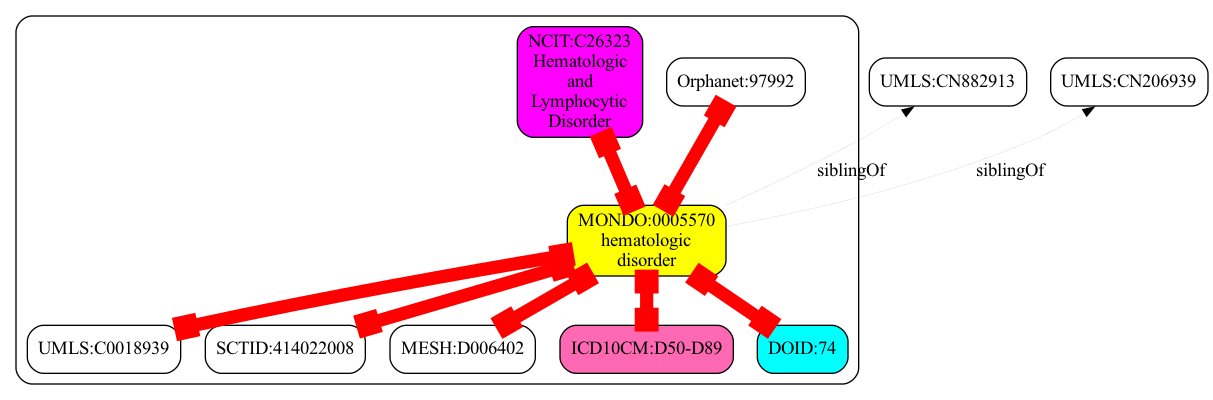 NCIT:C26323
Hematologic
and
Lymphocytic
Disorder
Orphanet:97992
UMLS:CN882913
UMLS:CN206939
siblingOf
siblingOf
MONDO:0005570
hematologic
disorder
UMLS:C0018939
SCTID:414022008
MESH:D006402
ICD10CM:D50-D89
DOID:74